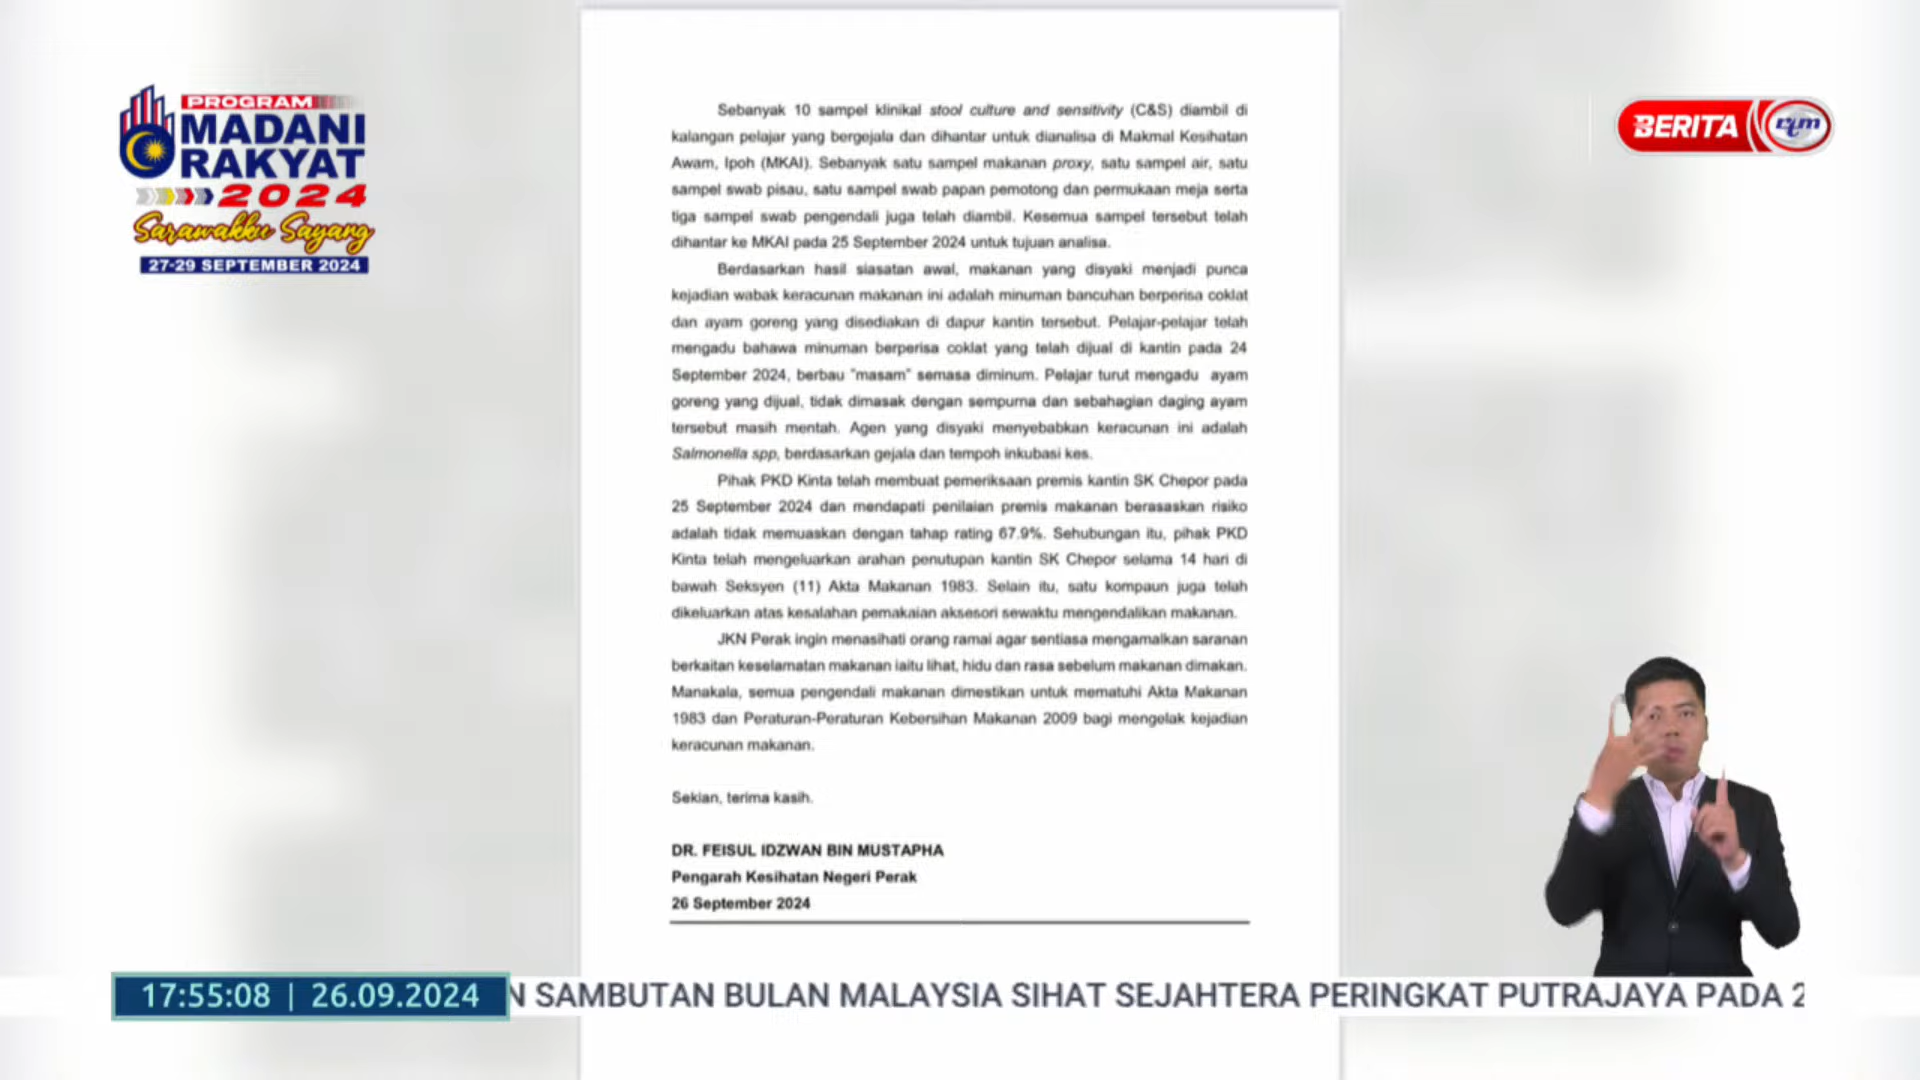 PROGRAM
MADANI
RAKYAT
2024
Sarawakku Sayang
27-29 SEPTEMBER 2024
BERITA rtm
Sebanyak 10 sampel klinikal stool culture and sensitivity (C&S) diambil di
kalangan pelajar yang bergejala dan dihantar untuk dianalisa di Makmal Kesihatan
Awam, Ipoh (MKAI). Sebanyak satu sampel makanan proxy, satu sampel air, satu
sampel swab pisau, satu sampel swab papan pemotong dan permukaan meja serta
tiga sampel swab pengendali juga telah diambil. Kesemua sampel tersebut telah
dihantar ke MKAI pada 25 September 2024 untuk tujuan analisa.
Berdasarkan hasil siasatan awal, makanan yang disyaki menjadi punca
kejadian wabak keracunan makanan ini adalah minuman bancuhan berperisa coklat
dan ayam goreng yang disediakan di dapur kantin tersebut. Pelajar-pelajar telah
mengadu bahawa minuman berperisa coklat yang telah dijual di kantin pada 24
September 2024, berbau "masam" semasa diminum. Pelajar turut mengadu ayam
goreng yang dijual, tidak dimasak dengan sempurna dan sebahagian daging ayam
tersebut masih mentah. Agen yang disyaki menyebabkan keracunan ini adalah
Salmonella spp, berdasarkan gejala dan tempoh inkubasi kes.
Pihak PKD Kinta telah membuat pemeriksaan premis kantin SK Chepor pada
25 September 2024 dan mendapati penilaian premis makanan berasaskan risiko
adalah tidak memuaskan dengan tahap rating 67.9%. Sehubungan itu, pihak PKD
Kinta telah mengeluarkan arahan penutupan kantin SK Chepor selama 14 hari di
bawah Seksyen (11) Akta Makanan 1983. Selain itu, satu kompaun juga telah
dikeluarkan atas kesalahan pemakaian aksesori sewaktu mengendalikan makanan.
JKN Perak ingin menasihati orang ramai agar sentiasa mengamalkan saranan
berkaitan keselamatan makanan iaitu lihat, hidu dan rasa sebelum makanan dimakan.
Manakala, semua pengendali makanan dimestikan untuk mematuhi Akta Makanan
1983 dan Peraturan-Peraturan Kebersihan Makanan 2009 bagi mengelak kejadian
keracunan makanan.
Sekian, terima kasih.
DR. FEISUL IDZWAN BIN MUSTAPHA
Pengarah Kesihatan Negeri Perak
26 September 2024
17:55:08 | 26.09.2024 N SAMBUTAN BULAN MALAYSIA SIHAT SEJAHTERA PERINGKAT PUTRAJAYA PADA 2